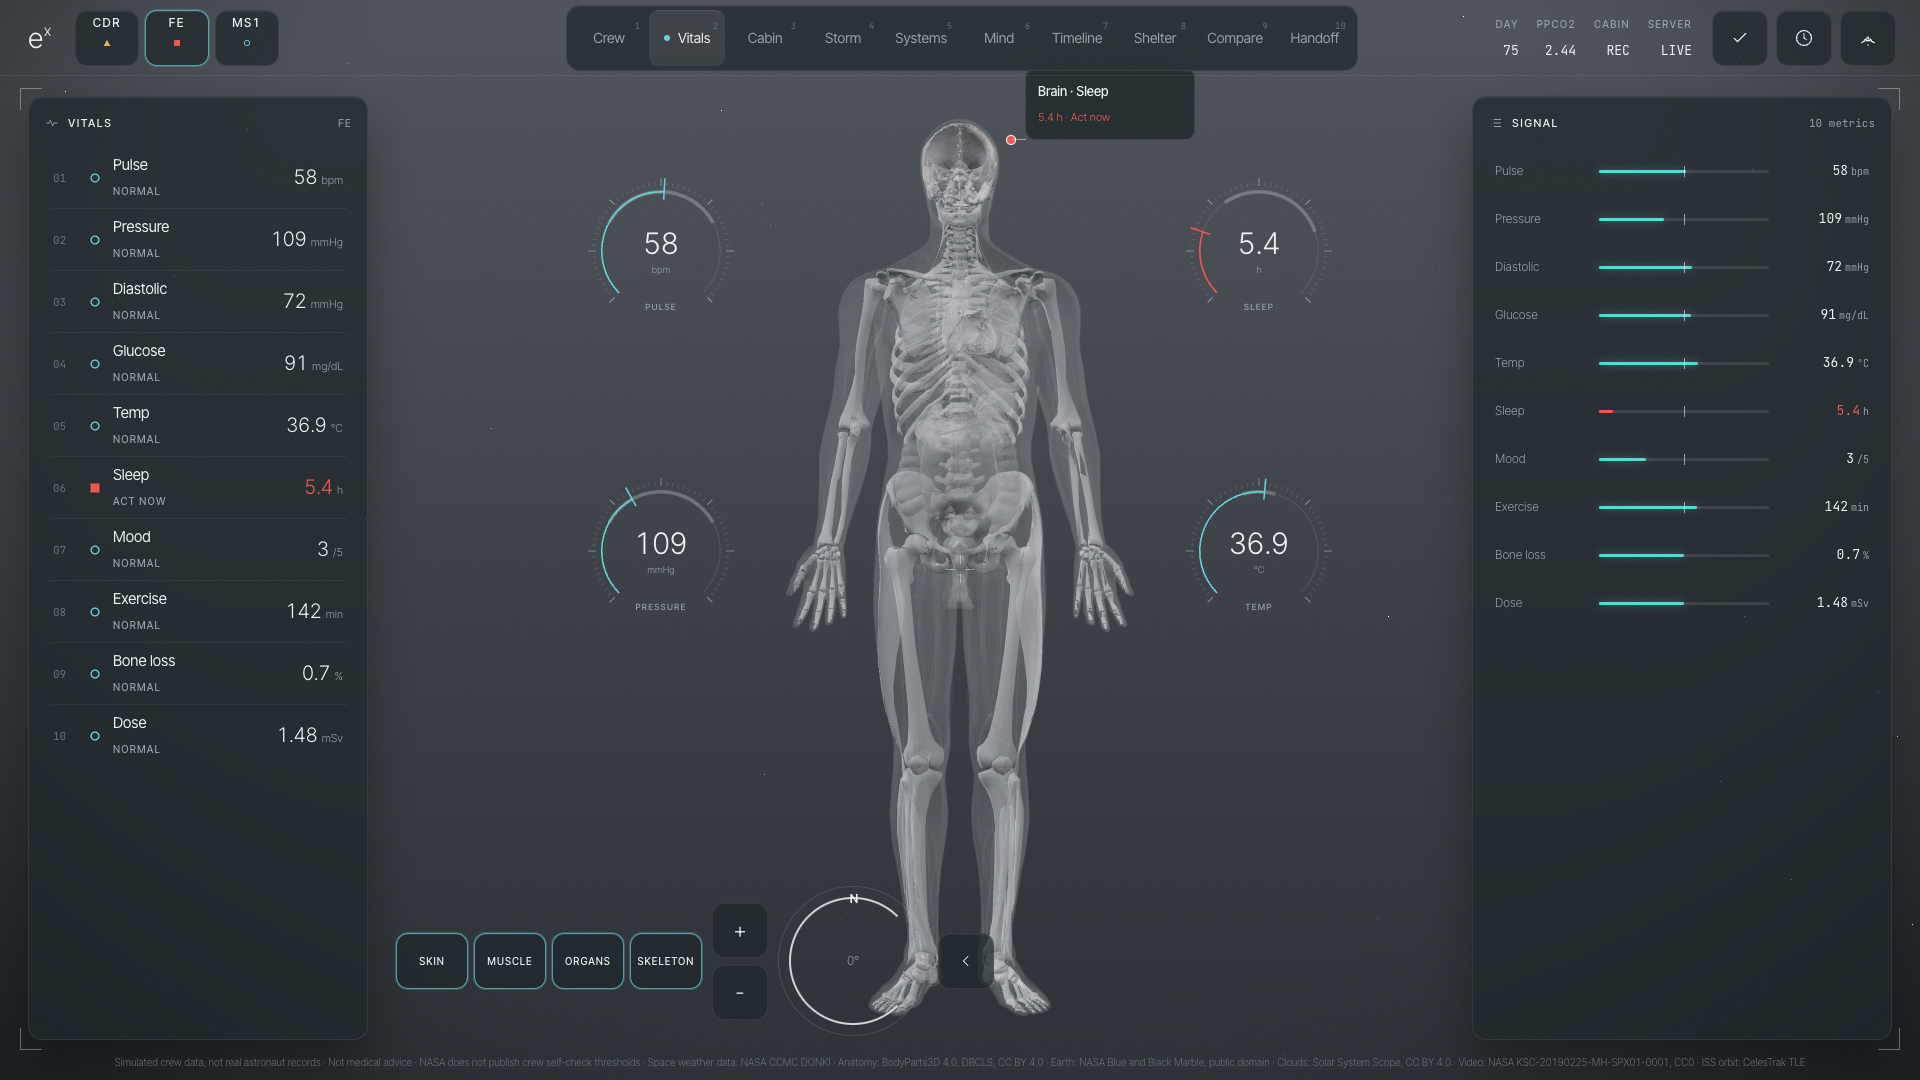 ex
CDR
FE
MS1
Crew 1
Vitals 2
Cabin 3
Storm 4
Systems 5
Mind 6
Timeline 7
Shelter 8
Compare 9
Handoff 10
DAY PPCO2 CABIN SERVER
75 2.44 REC LIVE
Brain · Sleep
5.4 h · Act now
VITALS FE
01 Pulse 58 bpm
NORMAL
02 Pressure 109 mmHg
NORMAL
03 Diastolic 72 mmHg
NORMAL
04 Glucose 91 mg/dL
NORMAL
05 Temp 36.9 °C
NORMAL
06 Sleep 5.4 h
ACT NOW
07 Mood 3 /5
NORMAL
08 Exercise 142 min
NORMAL
09 Bone loss 0.7 %
NORMAL
10 Dose 1.48 mSv
NORMAL
58
bpm
PULSE
5.4
h
SLEEP
109
mmHg
PRESSURE
36.9
°C
TEMP
SIGNAL 10 metrics
Pulse 58 bpm
Pressure 109 mmHg
Diastolic 72 mmHg
Glucose 91 mg/dL
Temp 36.9 °C
Sleep 5.4 h
Mood 3 /5
Exercise 142 min
Bone loss 0.7 %
Dose 1.48 mSv
SKIN
MUSCLE
ORGANS
SKELETON
+
-
N
0°
Simulated crew data, not real astronaut records · Not medical advice · NASA does not publish crew self-check thresholds · Space weather data: NASA CCMC DONKI · Anatomy: BodyParts3D 4.0, DBCLS, CC BY 4.0 · Earth: NASA Blue and Black Marble, public domain · Clouds: Solar System Scope, CC BY 4.0 · Video: NASA KSC-20190225-MH-SPX01-0001, CC0 · ISS orbit: CelesTrak TLE